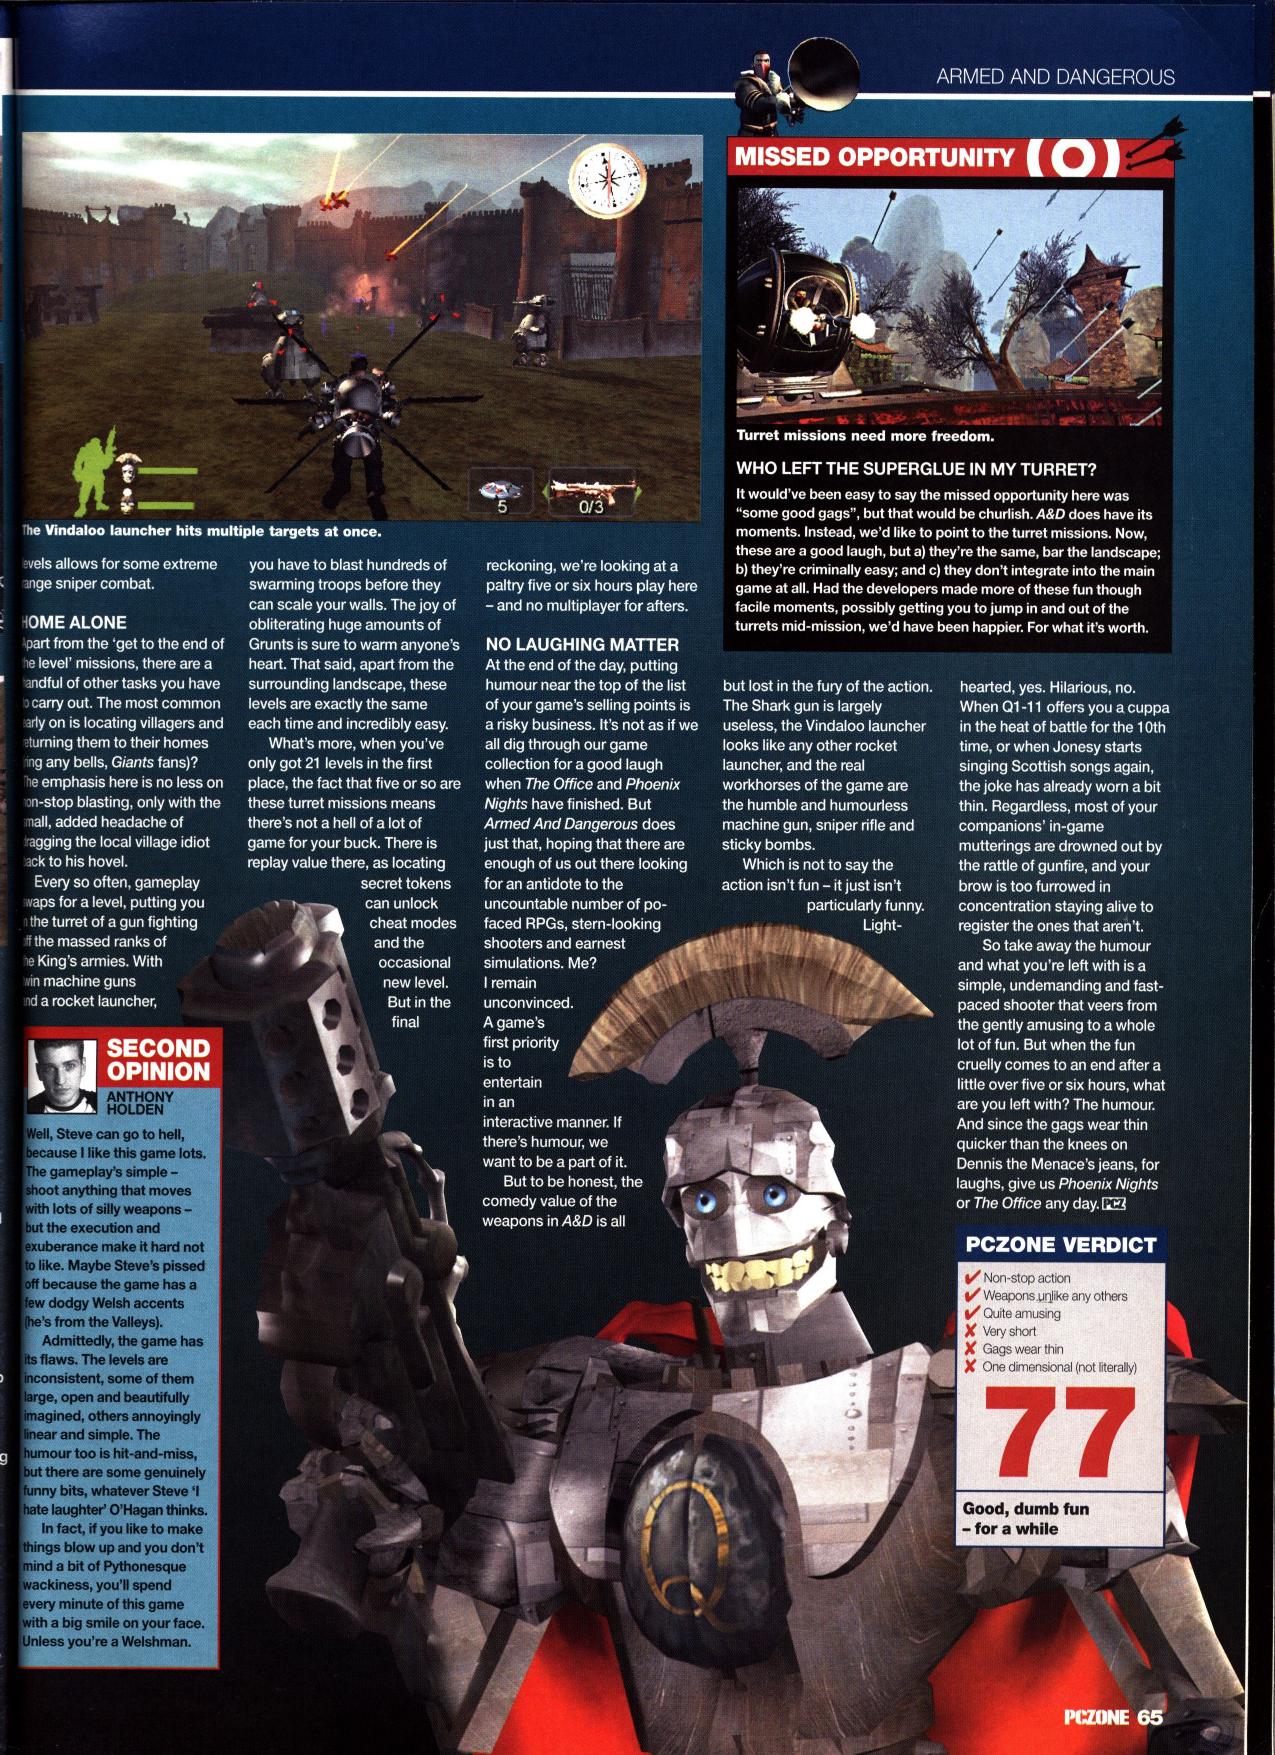 ARMED AND DANGEROUS
5
0/3
The Vindaloo launcher hits multiple targets at once.
levels allows for some extreme
range sniper combat.
HOME ALONE
Apart from the ‘get to the end of
the level’ missions, there are a
handful of other tasks you have
to carry out. The most common
early on is locating villagers and
returning them to their homes
(ring any bells, Giants fans)?
The emphasis here is no less on
non-stop blasting, only with the
small, added headache of
dragging the local village idiot
back to his hovel.
Every so often, gameplay
swaps for a level, putting you
in the turret of a gun fighting
off the massed ranks of
the King’s armies. With
twin machine guns
and a rocket launcher,
you have to blast hundreds of
swarming troops before they
can scale your walls. The joy of
obliterating huge amounts of
Grunts is sure to warm anyone’s
heart. That said, apart from the
surrounding landscape, these
levels are exactly the same
each time and incredibly easy.
What’s more, when you’ve
only got 21 levels in the first
place, the fact that five or so are
these turret missions means
there’s not a hell of a lot of
game for your buck. There is
replay value there, as locating
secret tokens
can unlock
cheat modes
and the
occasional
new level.
But in the
final
reckoning, we’re looking at a
paltry five or six hours play here
– and no multiplayer for afters.
NO LAUGHING MATTER
At the end of the day, putting
humour near the top of the list
of your game’s selling points is
a risky business. It’s not as if we
all dig through our game
collection for a good laugh
when The Office and Phoenix
Nights have finished. But
Armed And Dangerous does
just that, hoping that there are
enough of us out there looking
for an antidote to the
uncountable number of po-
faced RPGs, stern-looking
shooters and earnest
simulations. Me?
I remain
unconvinced.
A game’s
first priority
is to
entertain
in an
interactive manner. If
there’s humour, we
want to be a part of it.
But to be honest, the
comedy value of the
weapons in A&D is all
but lost in the fury of the action.
The Shark gun is largely
useless, the Vindaloo launcher
looks like any other rocket
launcher, and the real
workhorses of the game are
the humble and humourless
machine gun, sniper rifle and
sticky bombs.
Which is not to say the
action isn’t fun – it just isn’t
particularly funny.
Light-
hearted, yes. Hilarious, no.
When Q1-11 offers you a cuppa
in the heat of battle for the 10th
time, or when Jonesy starts
singing Scottish songs again,
the joke has already worn a bit
thin. Regardless, most of your
companions’ in-game
mutterings are drowned out by
the rattle of gunfire, and your
brow is too furrowed in
concentration staying alive to
register the ones that aren’t.
So take away the humour
and what you’re left with is a
simple, undemanding and fast-
paced shooter that veers from
the gently amusing to a whole
lot of fun. But when the fun
cruelly comes to an end after a
little over five or six hours, what
are you left with? The humour.
And since the gags wear thin
quicker than the knees on
Dennis the Menace’s jeans, for
laughs, give us Phoenix Nights
or The Office any day. PCZ
MISSED OPPORTUNITY
Turret missions need more freedom.
WHO LEFT THE SUPERGLUE IN MY TURRET?
It would’ve been easy to say the missed opportunity here was
“some good gags”, but that would be churlish. A&D does have its
moments. Instead, we’d like to point to the turret missions. Now,
these are a good laugh, but a) they’re the same, bar the landscape;
b) they’re criminally easy; and c) they don’t integrate into the main
game at all. Had the developers made more of these fun though
facile moments, possibly getting you to jump in and out of the
turrets mid-mission, we’d have been happier. For what it’s worth.
SECOND
OPINION
ANTHONY
HOLDEN
Well, Steve can go to hell,
because I like this game lots.
The gameplay’s simple –
shoot anything that moves
with lots of silly weapons –
but the execution and
exuberance make it hard not
to like. Maybe Steve’s pissed
off because the game has a
few dodgy Welsh accents
(he’s from the Valleys).
Admittedly, the game has
its flaws. The levels are
inconsistent, some of them
large, open and beautifully
imagined, others annoyingly
linear and simple. The
humour too is hit-and-miss,
but there are some genuinely
funny bits, whatever Steve ‘I
hate laughter’ O’Hagan thinks.
In fact, if you like to make
things blow up and you don’t
mind a bit of Pythonesque
wackiness, you’ll spend
every minute of this game
with a big smile on your face.
Unless you’re a Welshman.
Q
PCZONE VERDICT
✓ Non-stop action
✓ Weapons unlike any others
✓ Quite amusing
✗ Very short
✗ Gags wear thin
✗ One dimensional (not literally)
77
Good, dumb fun
– for a while
PCZONE 65